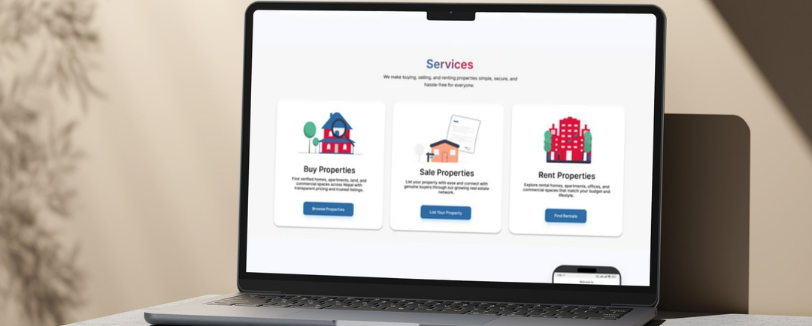 Services
We make buying, selling, and renting properties simple, secure, and
hassle-free for everyone.
Buy Properties
Find verified homes, apartments, land, and
commercial spaces across Nepal with
transparent pricing and trusted listings.
Browse Properties
Sale Properties
List your property with ease and connect with
genuine buyers through our growing real estate
network.
List Your Property
Rent Properties
Explore rental homes, apartments, offices, and
commercial spaces that match your budget and
lifestyle.
Find Rentals